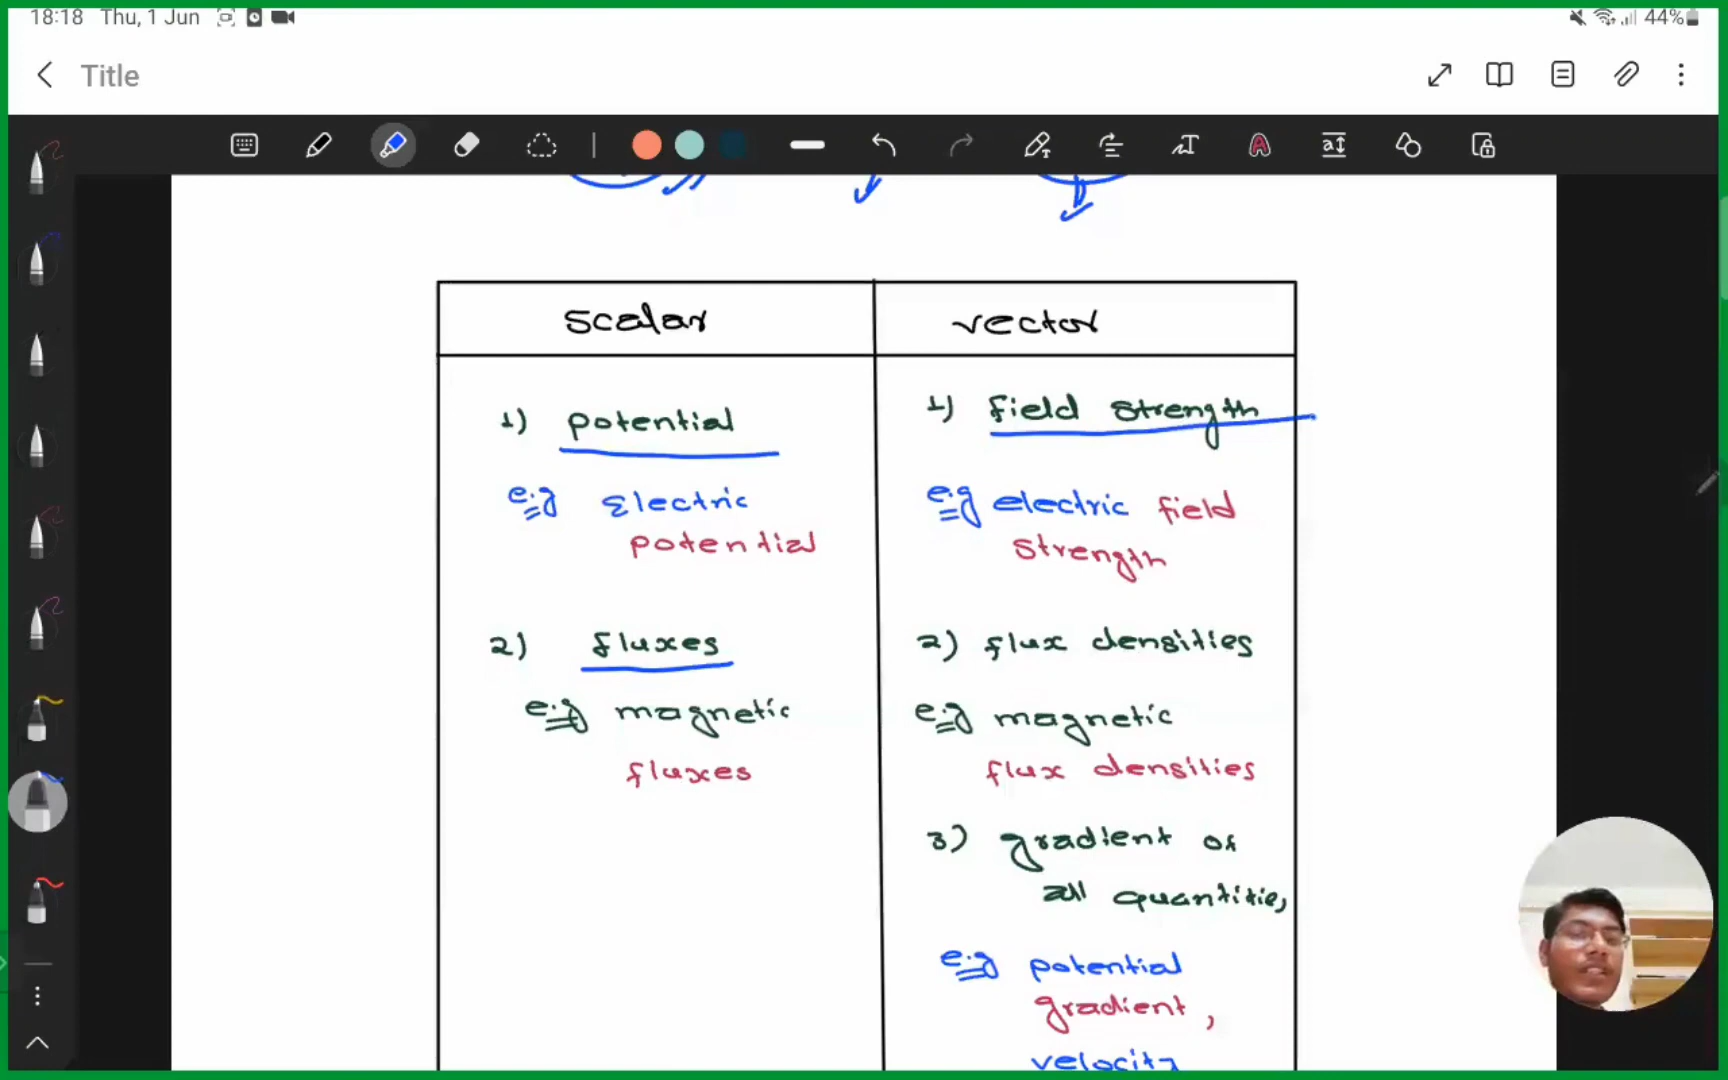 18:18 Thu, 1 Jun
44%
Title
scalar
vector
1) potential
e.g Electric
potential
2) fluxes
e.g magnetic
fluxes
1) field strength
e.g electric field
strength
2) flux densities
e.g magnetic
flux densities
3) gradient of
all quantities
e.g potential
gradient,
velocity